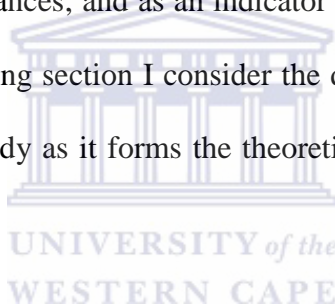 ances, and as an indicator
ng section I consider the
dy as it forms the theoreti
UNIVERSITY of the
WESTERN CAPE